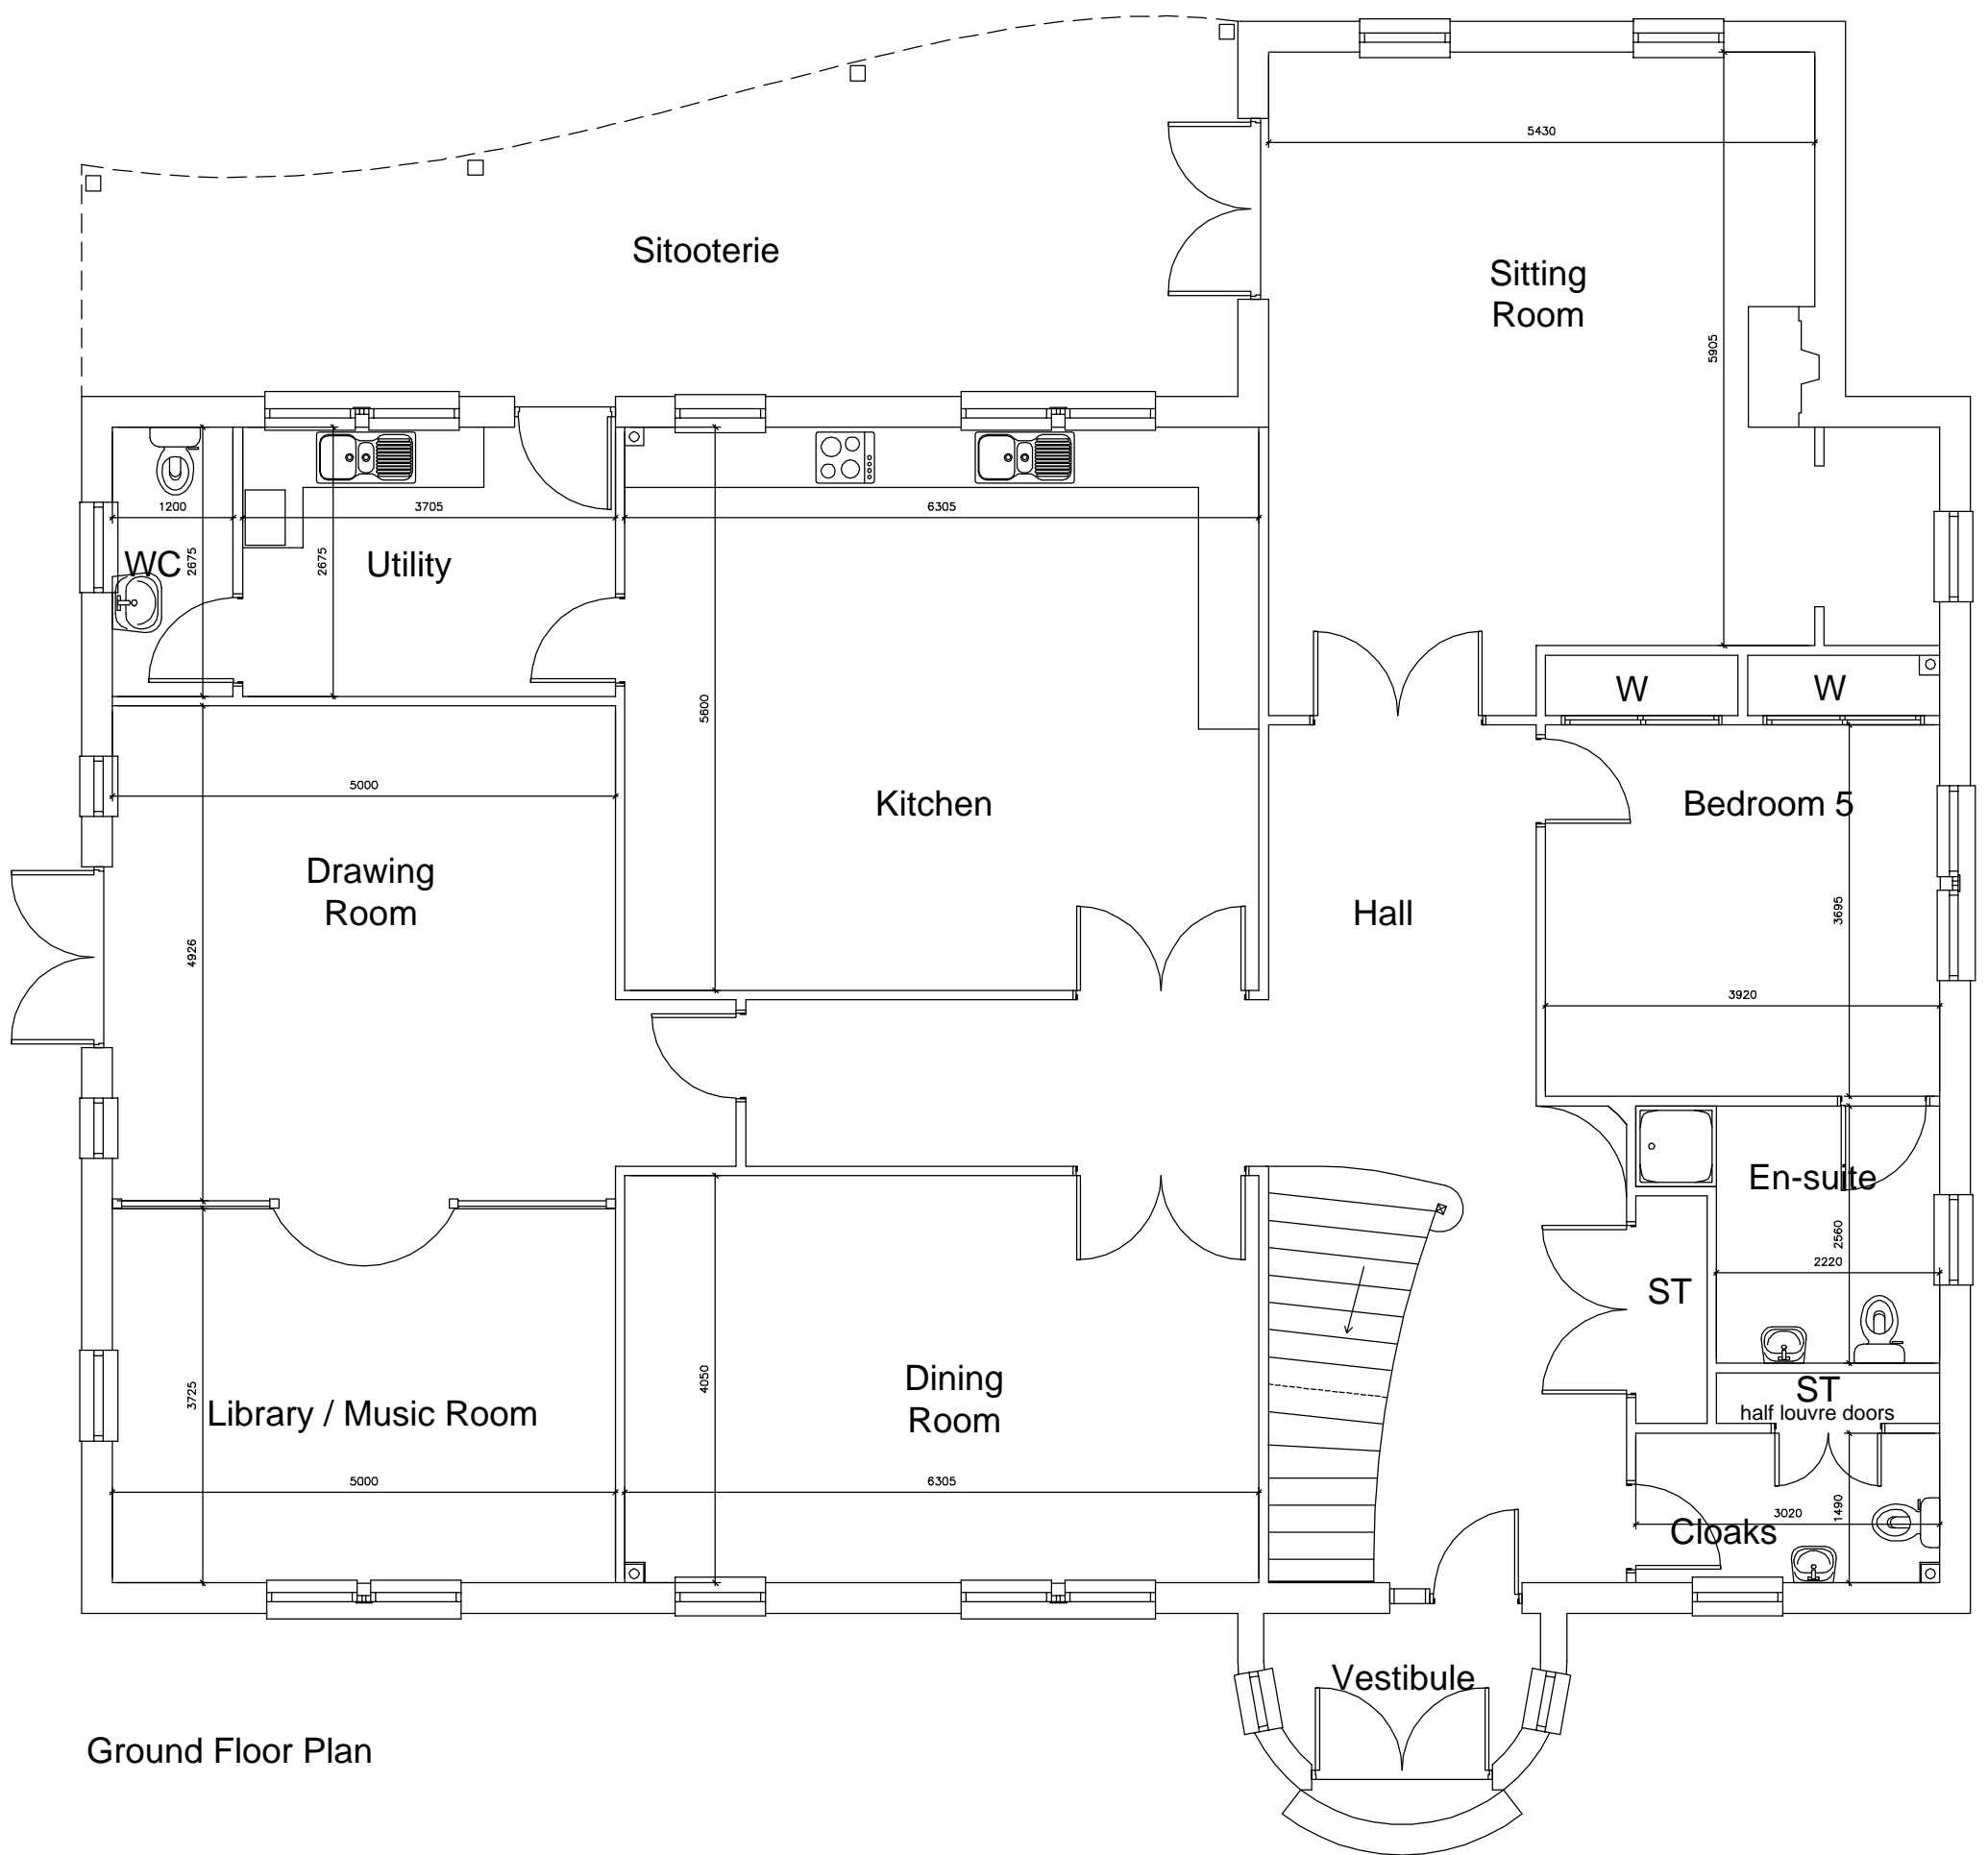 5430
Sitooterie
Sitting
Room
5905
1200
3705
6305
WC
2675
2675
Utility
W
W
5600
5000
Kitchen
Bedroom 5
Drawing
Room
Hall
4926
3695
3920
En-suite
2560
2220
ST
Dining
Room
4050
3725
Library / Music Room
ST
half louvre doors
5000
6305
3020
1490
Cloaks
Vestibule
Ground Floor Plan